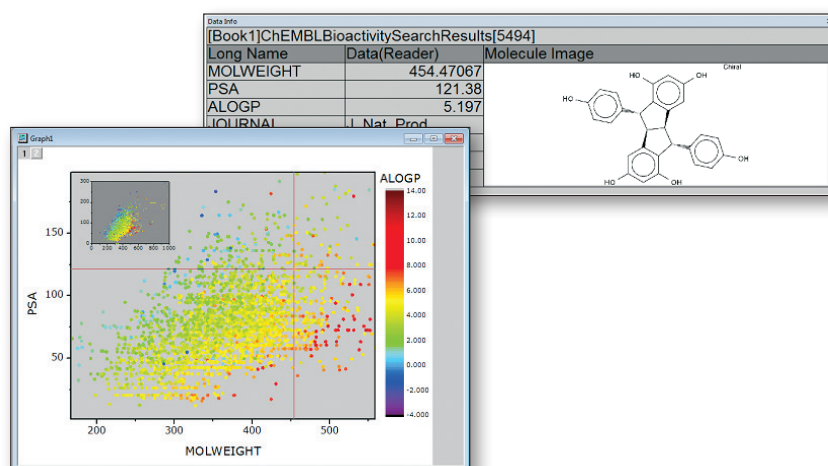 Data Info
[Book1]ChEMBLBioactivitySearchResults[5494]
Long Name Data(Reader) Molecule Image
MOLWEIGHT 454.47067
PSA 121.38
ALOGP 5.197
JOURNAL J. Nat. Prod.
Chiral
HO OH
HO
OH
HO OH
Graph1
1 2
ALOGP
300
200
100
0
0 200 400 600 800 1000
14.00
12.00
10.00
8.000
6.000
4.000
2.000
0.000
-2.000
-4.000
150
100
50
PSA
200 300 400 500
MOLWEIGHT